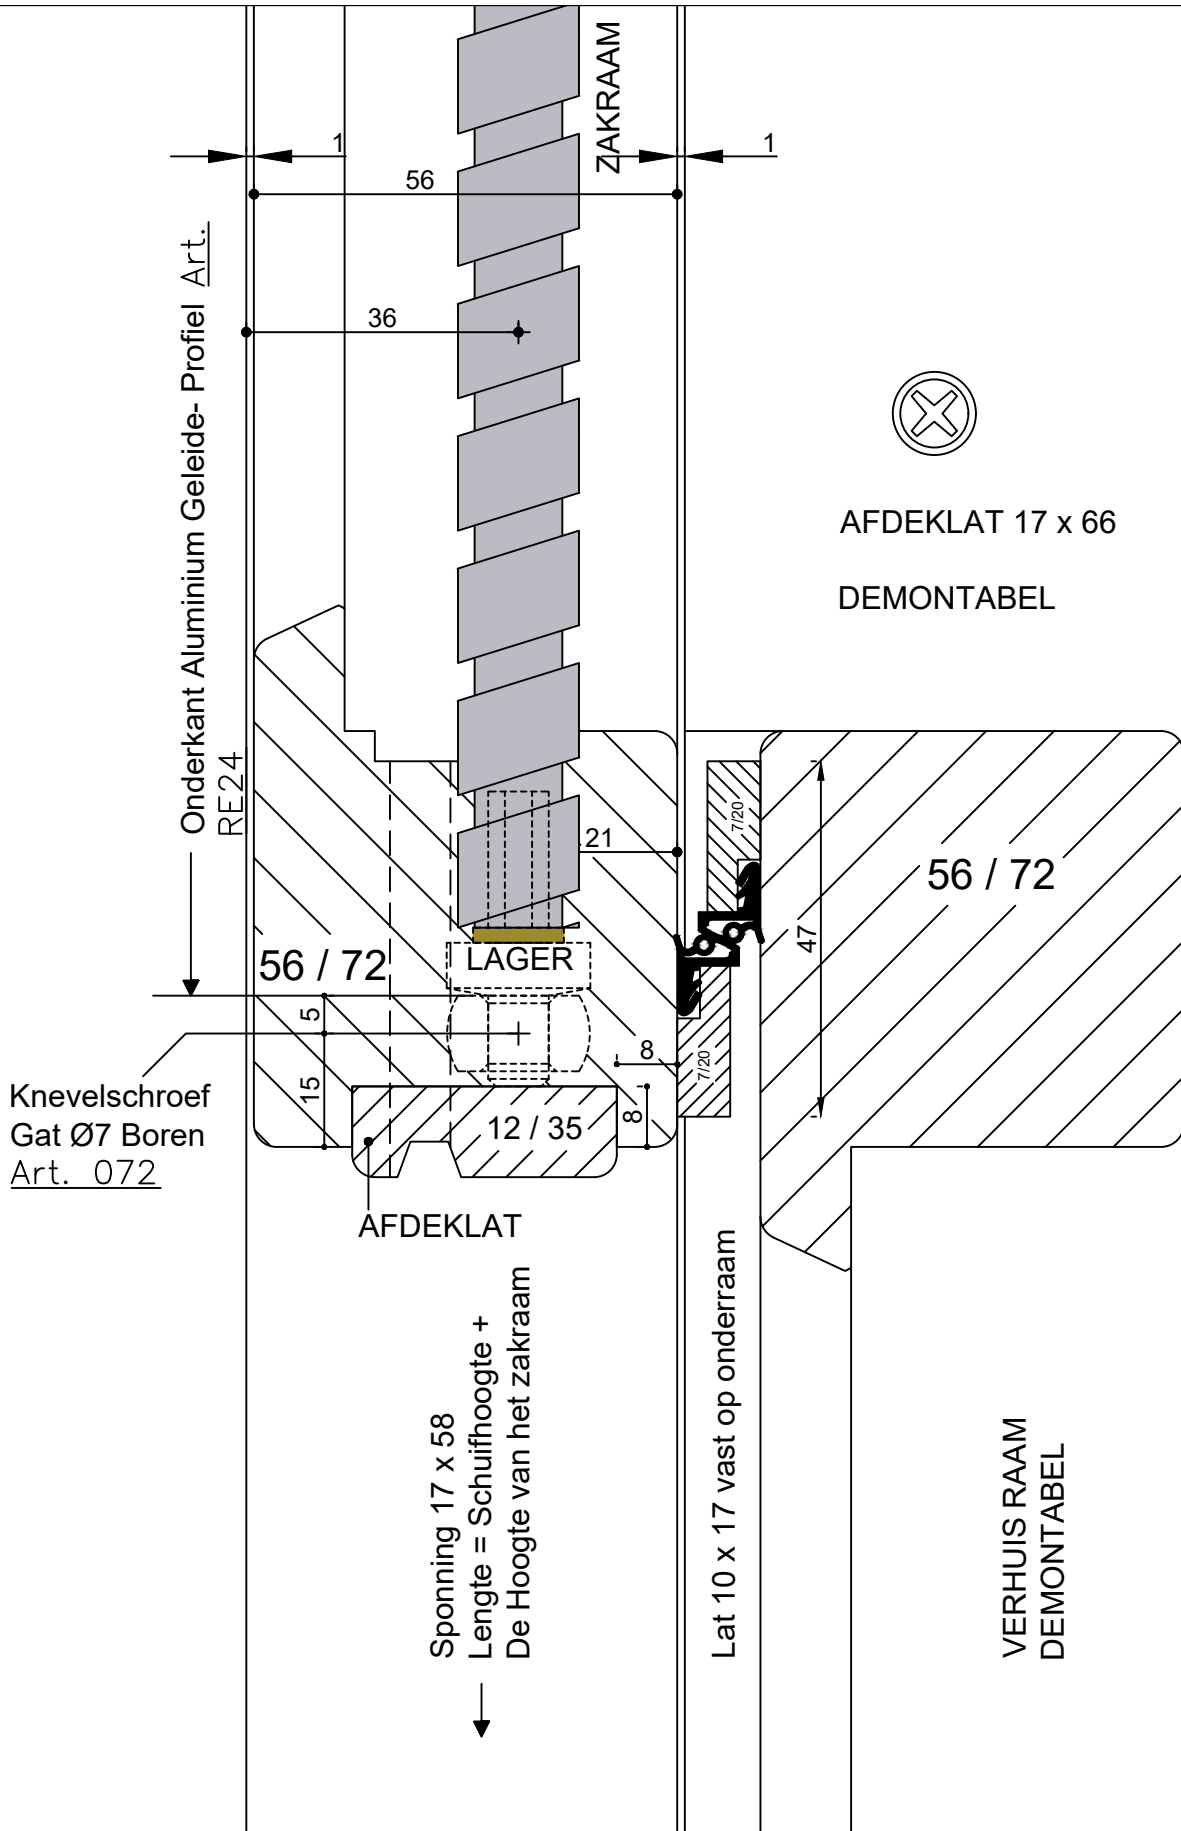 ZAKRAAM
1
1
56
36
Onderkant Aluminium Geleide- Profiel Art.
RE24
AFDEKLAT 17 x 66
DEMONTABEL
21
7/20
56 / 72
47
56 / 72
LAGER
5
15
8
7/20
8
12 / 35
Knevelschroef
Gat Ø7 Boren
Art. 072
AFDEKLAT
Sponning 17 x 58
Lengte = Schuifhoogte +
De Hoogte van het zakraam
Lat 10 x 17 vast op onderraam
VERHUIS RAAM
DEMONTABEL